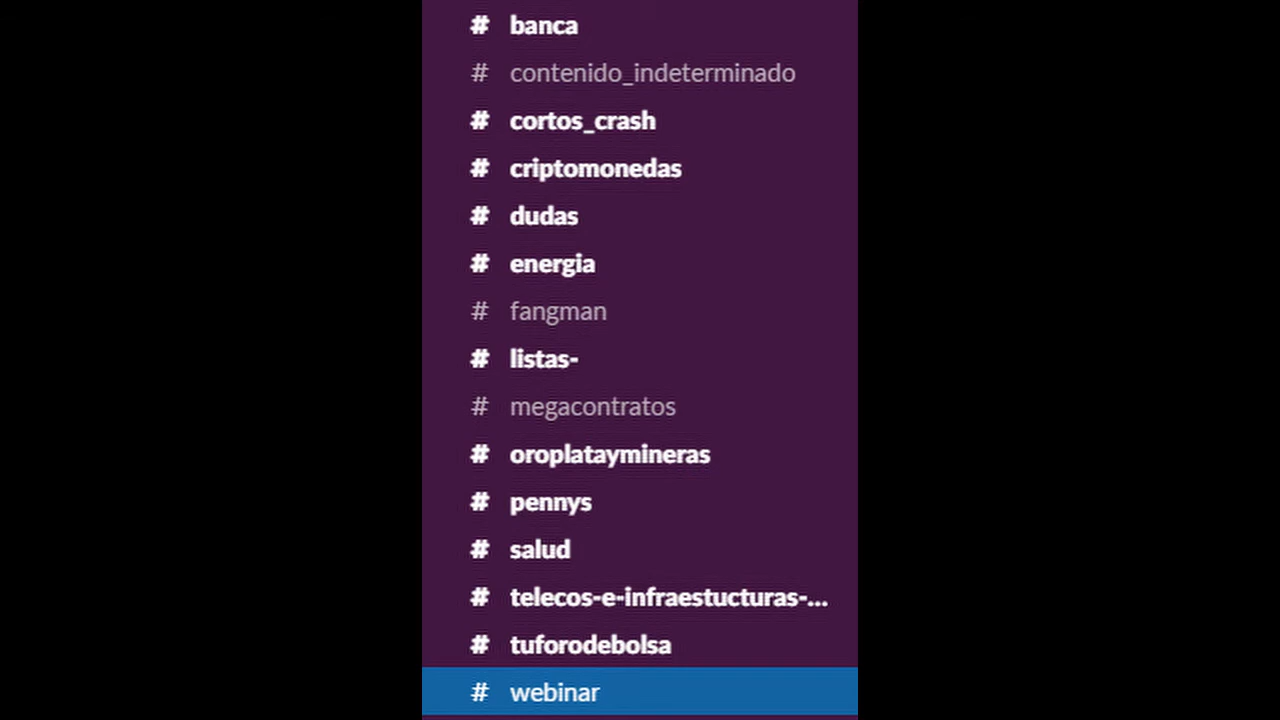 # banca
# contenido_indeterminado
# cortos_crash
# criptomonedas
# dudas
# energia
# fangman
# listas-
# megacontratos
# oroplataymineras
# pennys
# salud
# telecos-e-infraestucturas-...
# tuforodebolsa
# webinar